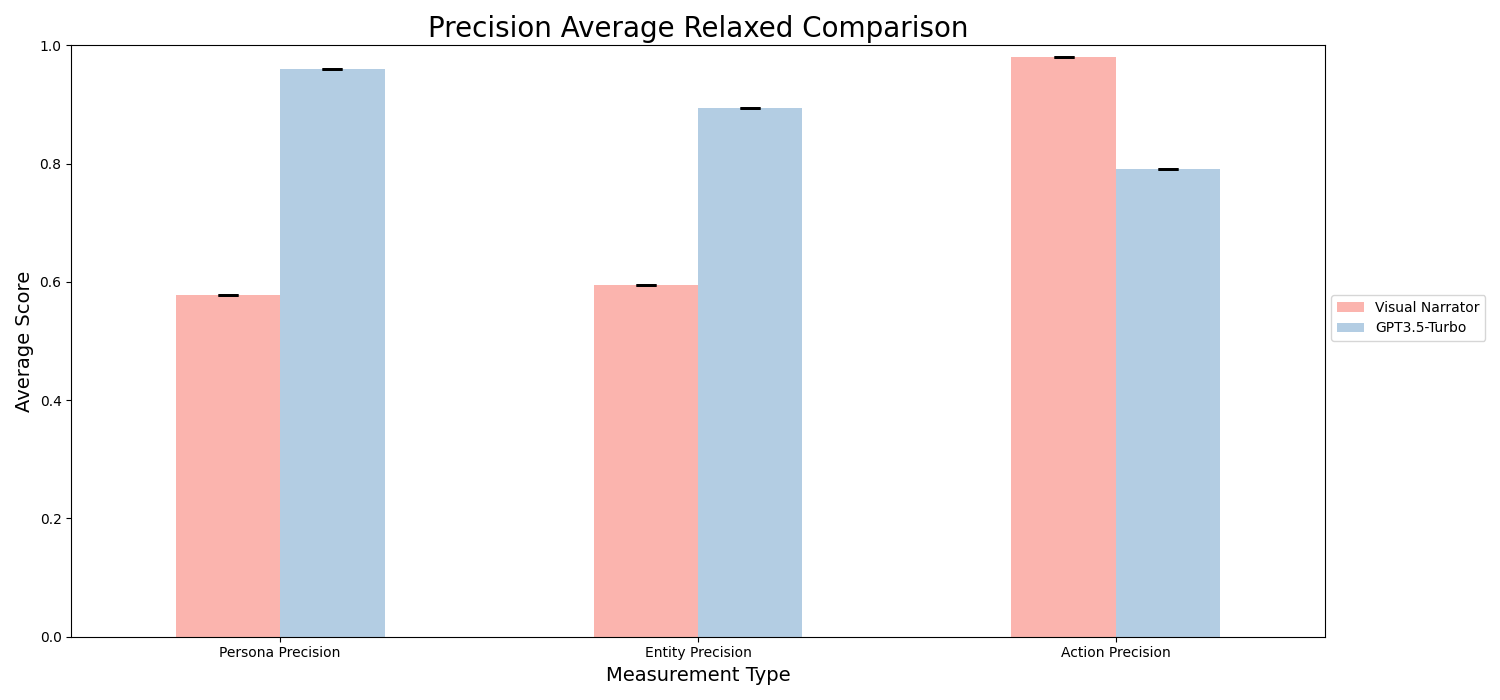 Precision Average Relaxed Comparison
1.0
0.8
0.6
0.4
0.2
0.0
Average Score
Persona Precision
Entity Precision
Action Precision
Measurement Type
Visual Narrator
GPT3.5-Turbo